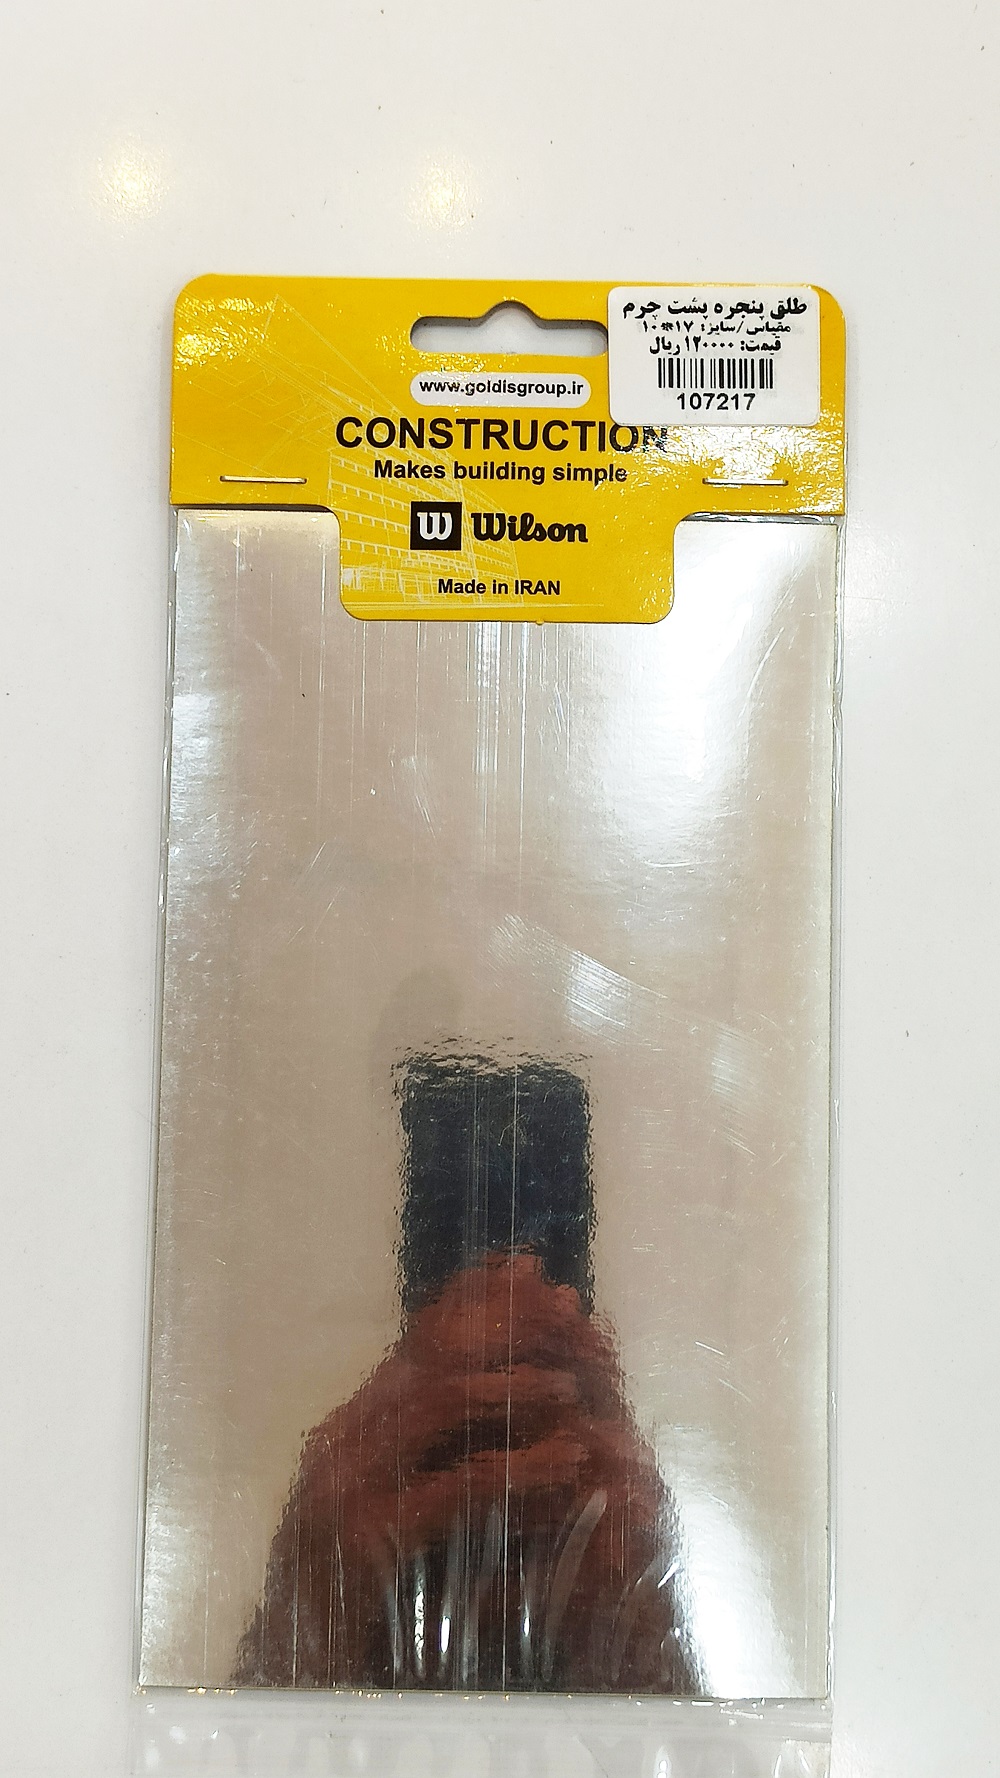 طلق پنجره پشت چرم
مقیاس/سایز: ۱۷*۱۰
قیمت: ۱۲۰۰۰۰ ریال
107217
www.goldisgroup.ir
CONSTRUCTION
Makes building simple
W Wilson
Made in IRAN